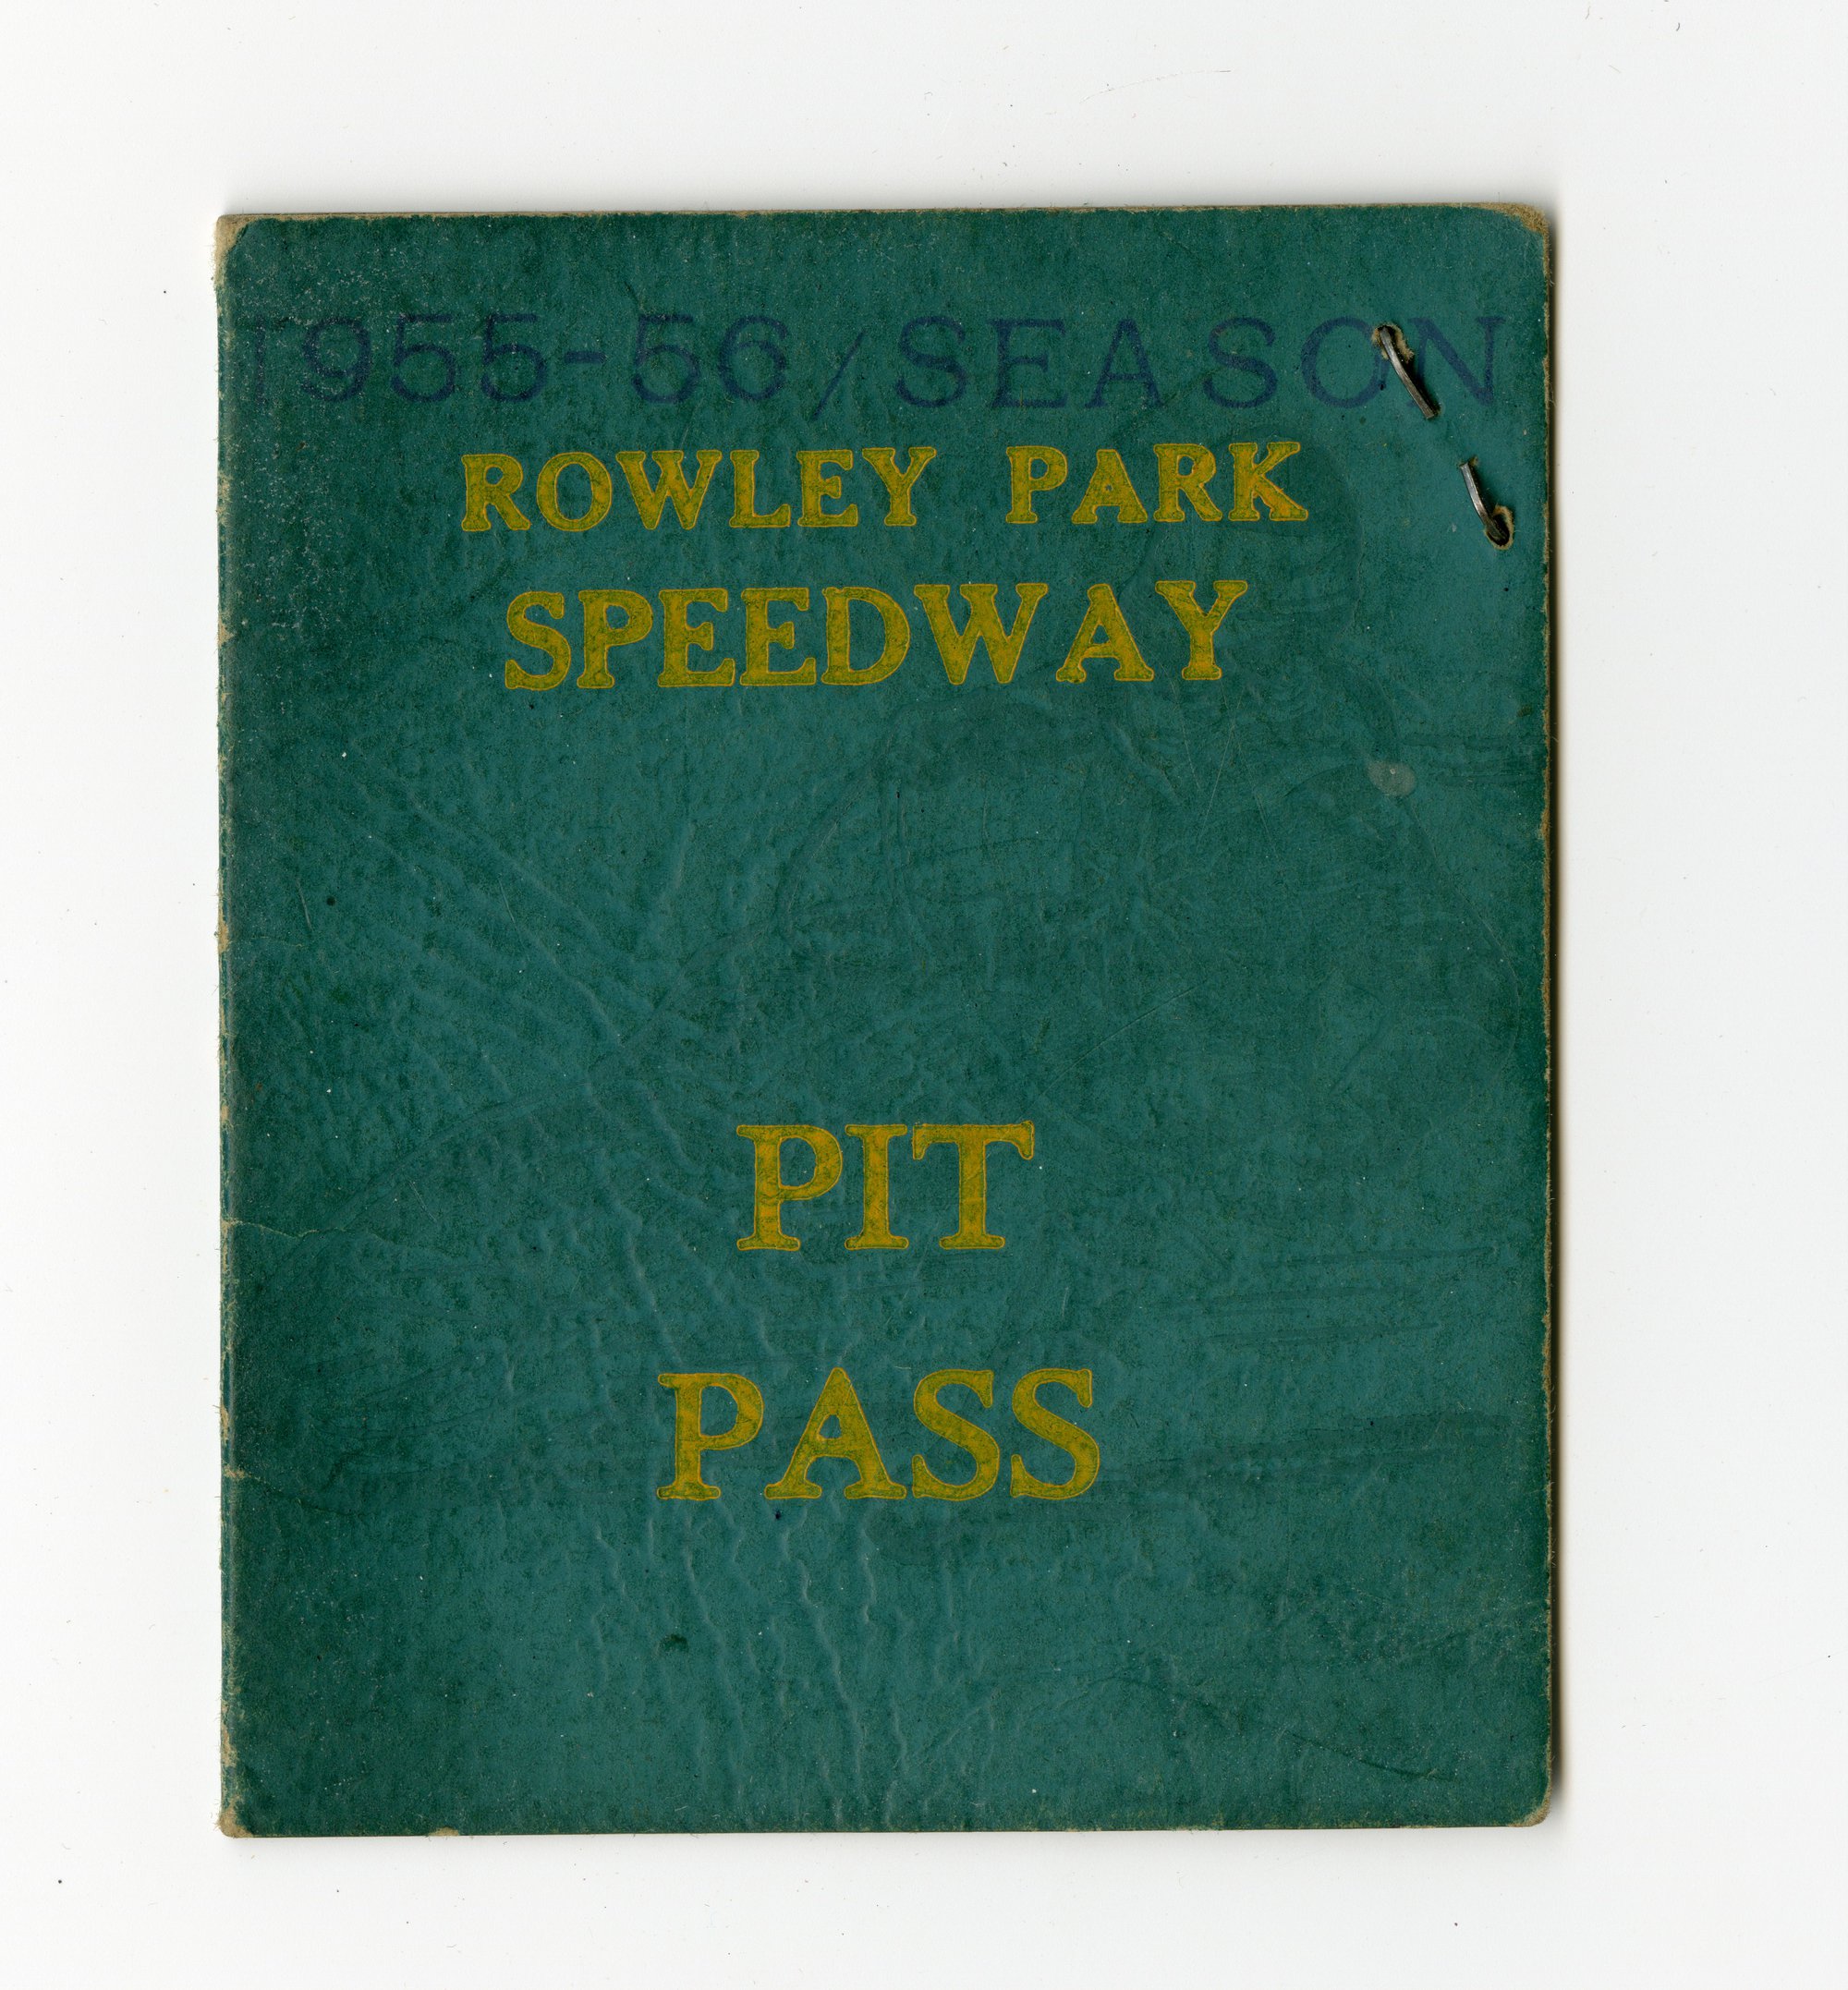 1955-56/SEASON
ROWLEY PARK
SPEEDWAY
PIT
PASS